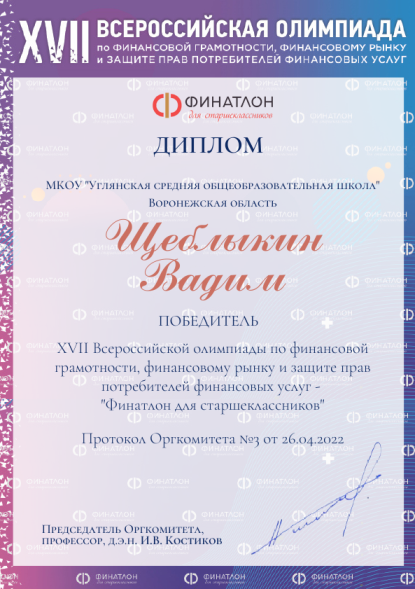 XVII ВСЕРОССИЙСКАЯ ОЛИМПИАДА
ПО ФИНАНСОВОЙ ГРАМОТНОСТИ, ФИНАНСОВОМУ РЫНКУ
И ЗАЩИТЕ ПРАВ ПОТРЕБИТЕЛЕЙ ФИНАНСОВЫХ УСЛУГ
ФИНАТЛОН
для старшеклассников
ДИПЛОМ
МКОУ "Углянская средняя общеобразовательная школа"
Воронежская область
Щеблыкин
Вадим
ПОБЕДИТЕЛЬ
XVII Всероссийской олимпиады по финансовой
грамотности, финансовому рынку и защите прав
потребителей финансовых услуг -
"Финатлон для старшеклассников"
Протокол Оргкомитета №3 от 26.04.2022
Председатель Оргкомитета,
профессор, д.э.н. И.В. Костиков
ФИНАТЛОН ФИНАТЛОН ФИНАТЛОН